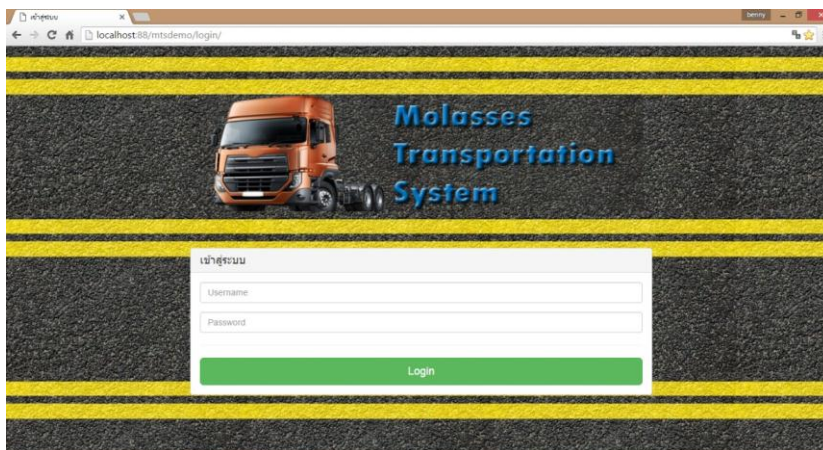 เข้าสู่ระบบ
benny
localhost:88/mtsdemo/login/
Molasses
Transportation
System
เข้าสู่ระบบ
Username
Password
Login